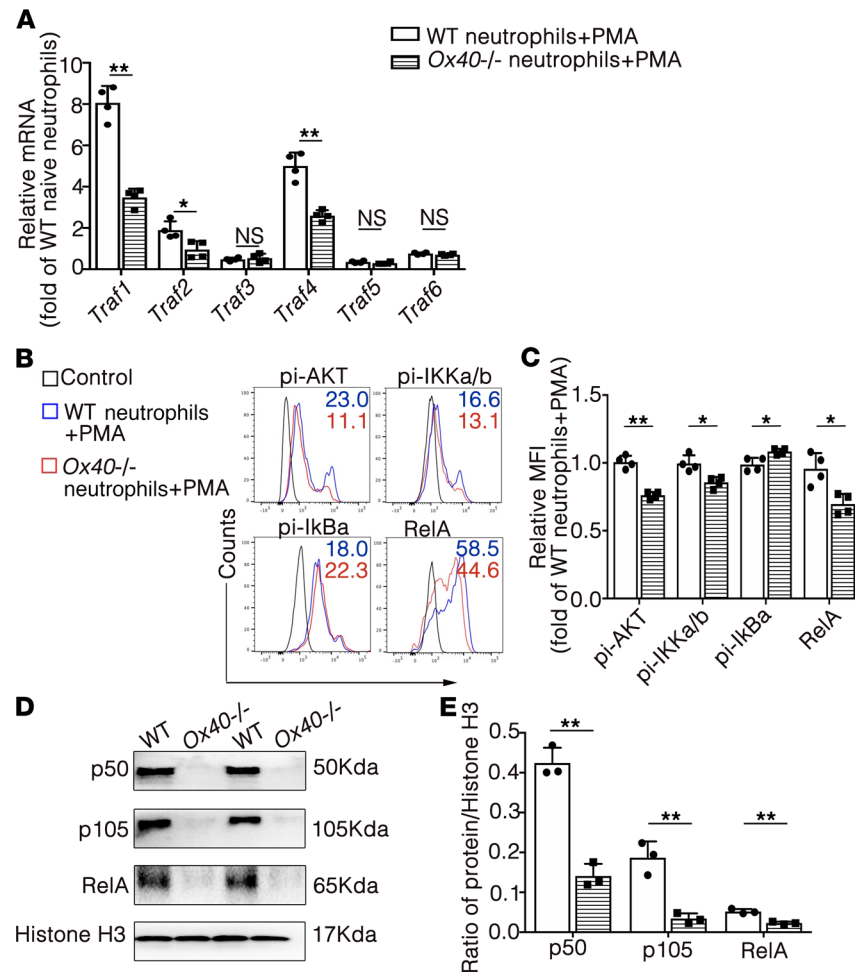 A
WT neutrophils+PMA
Ox40-/- neutrophils+PMA
Relative mRNA
(fold of WT naive neutrophils)
10
8
6
4
2
0
**
*
NS
**
NS
NS
Traf1
Traf2
Traf3
Traf4
Traf5
Traf6
B
Control
WT neutrophils
+PMA
Ox40-/-
neutrophils+PMA
Counts
pi-AKT
23.0
11.1
pi-IKKa/b
16.6
13.1
pi-IkBa
18.0
22.3
RelA
58.5
44.6
C
Relative MFI
(fold of WT neutrophils+PMA)
1.5
1.0
0.5
0.0
**
*
*
*
pi-AKT
pi-IKKa/b
pi-IkBa
RelA
D
WT
Ox40-/-
WT
Ox40-/-
p50
50Kda
p105
105Kda
RelA
65Kda
Histone H3
17Kda
E
Ratio of protein/Histone H3
0.5
0.4
0.3
0.2
0.1
0.0
**
**
**
p50
p105
RelA